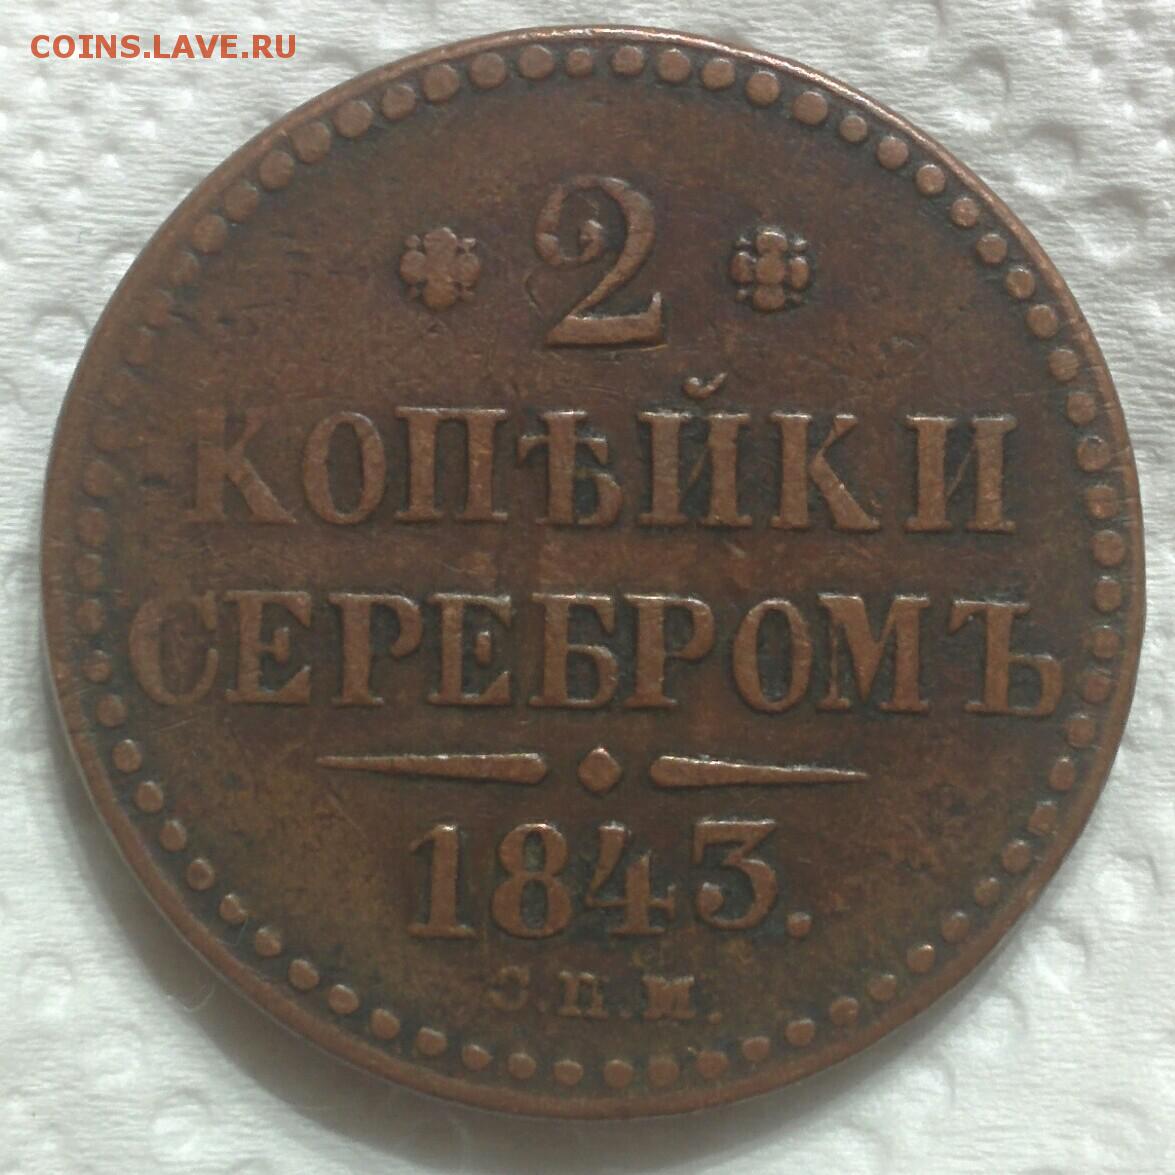 COINS.LAVE.RU
2
КОПѢЙКИ
СЕРЕБРОМЪ
1843.
С.П.М.